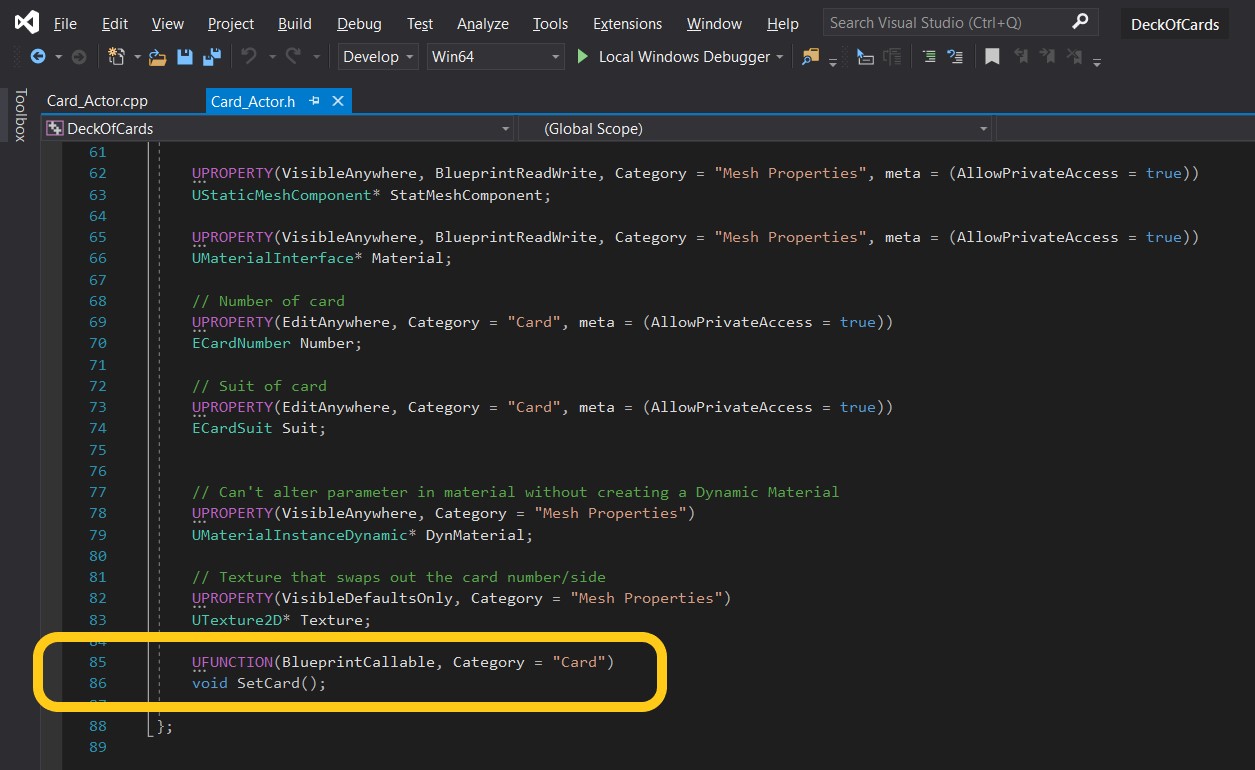 File Edit View Project Build Debug Test Analyze Tools Extensions Window Help Search Visual Studio (Ctrl+Q) DeckOfCards
Develop Win64 Local Windows Debugger
Toolbox
Card_Actor.cpp Card_Actor.h
DeckOfCards (Global Scope)
61
62 UPROPERTY(VisibleAnywhere, BlueprintReadWrite, Category = "Mesh Properties", meta = (AllowPrivateAccess = true))
63 UStaticMeshComponent* StatMeshComponent;
64
65 UPROPERTY(VisibleAnywhere, BlueprintReadWrite, Category = "Mesh Properties", meta = (AllowPrivateAccess = true))
66 UMaterialInterface* Material;
67
68 // Number of card
69 UPROPERTY(EditAnywhere, Category = "Card", meta = (AllowPrivateAccess = true))
70 ECardNumber Number;
71
72 // Suit of card
73 UPROPERTY(EditAnywhere, Category = "Card", meta = (AllowPrivateAccess = true))
74 ECardSuit Suit;
75
76
77 // Can't alter parameter in material without creating a Dynamic Material
78 UPROPERTY(VisibleAnywhere, Category = "Mesh Properties")
79 UMaterialInstanceDynamic* DynMaterial;
80
81 // Texture that swaps out the card number/side
82 UPROPERTY(VisibleDefaultsOnly, Category = "Mesh Properties")
83 UTexture2D* Texture;
84
85 UFUNCTION(BlueprintCallable, Category = "Card")
86 void SetCard();
87
88 };
89